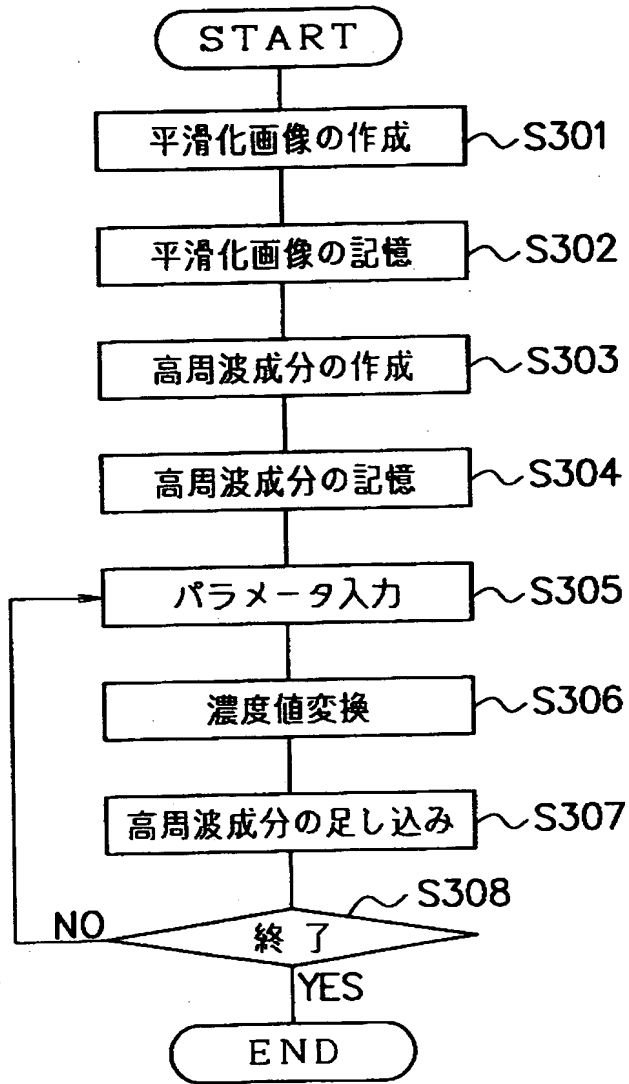 START
平滑化画像の作成 S301
平滑化画像の記憶 S302
高周波成分の作成 S303
高周波成分の記憶 S304
パラメータ入力 S305
濃度値変換 S306
高周波成分の足し込み S307
S308
NO
終了
YES
END